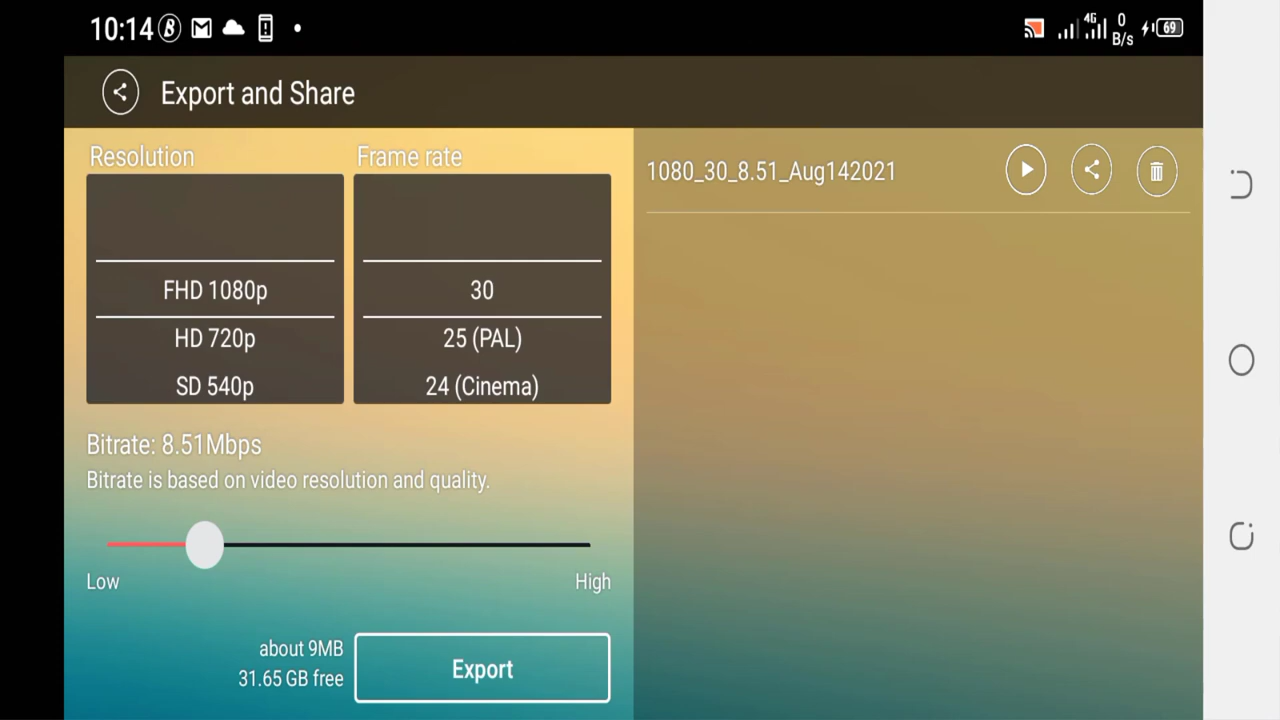 10:14
4G
0
B/s
69
Export and Share
Resolution
Frame rate
FHD 1080p
HD 720p
SD 540p
30
25 (PAL)
24 (Cinema)
Bitrate: 8.51Mbps
Bitrate is based on video resolution and quality.
Low
High
about 9MB
31.65 GB free
Export
1080_30_8.51_Aug142021